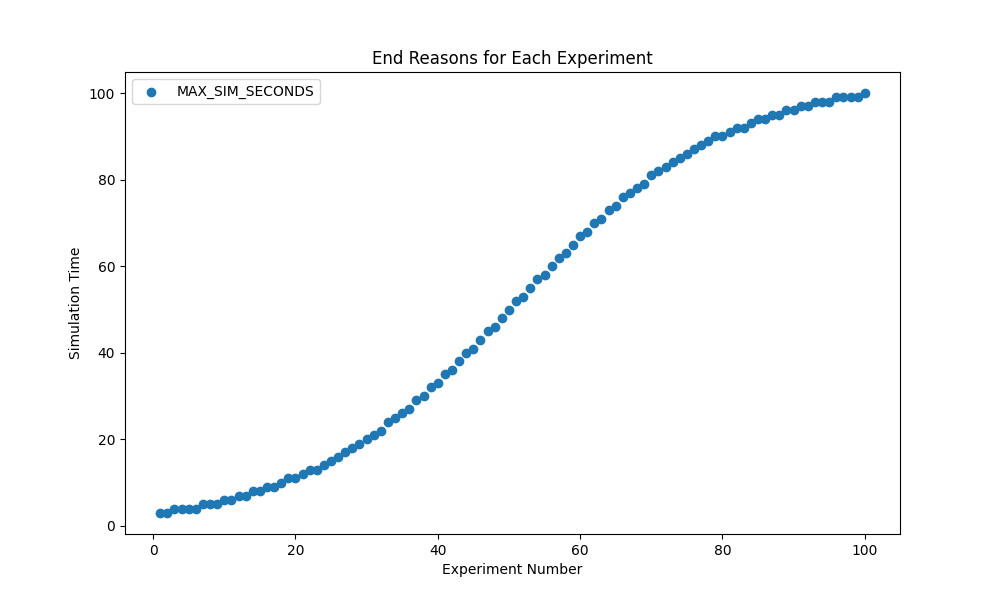 End Reasons for Each Experiment
MAX_SIM_SECONDS
100
80
60
40
20
0
Simulation Time
0 20 40 60 80 100
Experiment Number